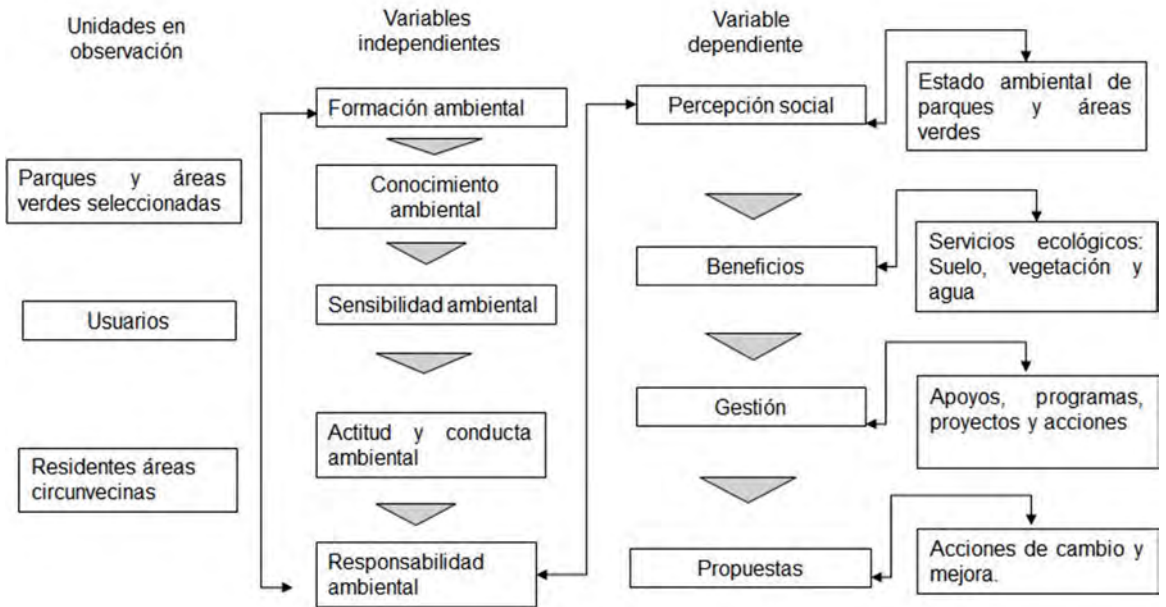 Unidades en
observación
Variables
independientes
Variable
dependiente
Parques y áreas
verdes seleccionadas
Usuarios
Residentes áreas
circunvecinas
Formación ambiental
Conocimiento
ambiental
Sensibilidad ambiental
Actitud y conducta
ambiental
Responsabilidad
ambiental
Percepción social
Beneficios
Gestión
Propuestas
Estado ambiental de
parques y áreas
verdes
Servicios ecológicos:
Suelo, vegetación y
agua
Apoyos, programas,
proyectos y acciones
Acciones de cambio y
mejora.